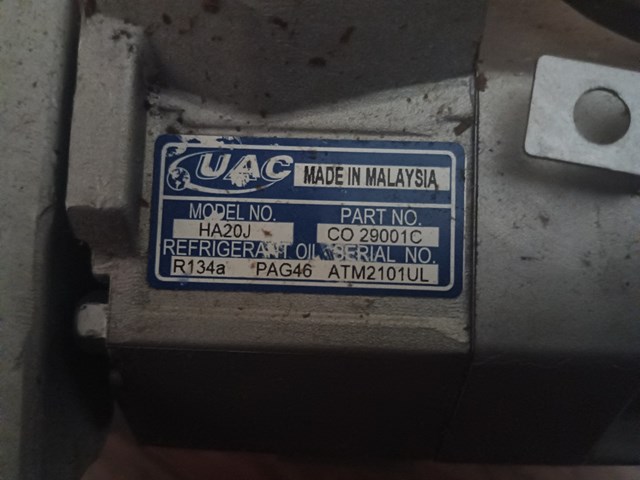 UAC MADE IN MALAYSIA
MODEL NO. PART NO.
HA20J CO 29001C
REFRIGERANT OIL SERIAL NO.
R134a PAG46 ATM2101UL